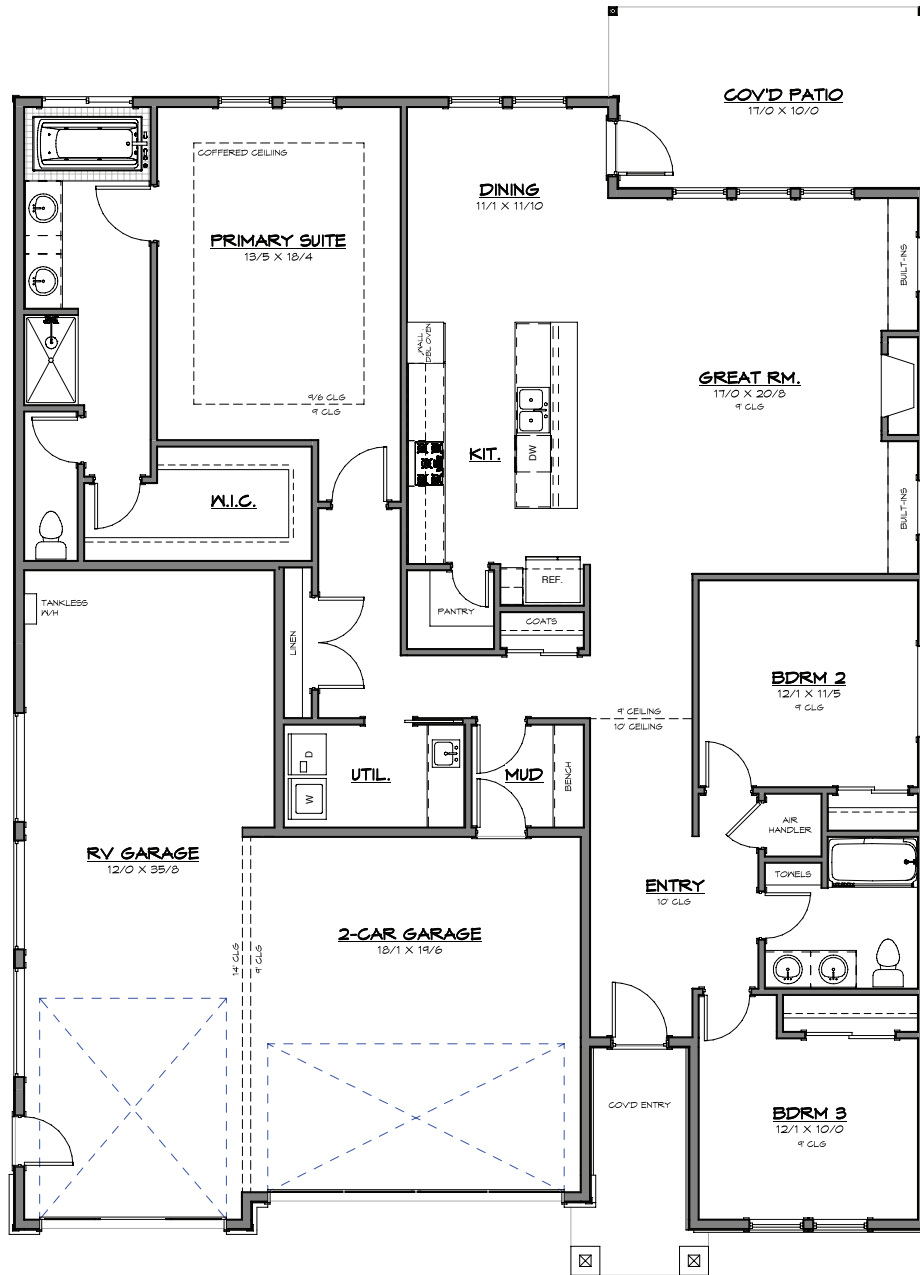 COV'D PATIO
17/0 X 10/0
COFFERED CEILIING
DINING
11/1 X 11/10
PRIMARY SUITE
13/5 X 18/4
BUILT-INS
WALL
DBL OVEN
GREAT RM.
17/0 X 20/8
9' CLG
9/6 CLG
9' CLG
KIT.
DW
W.I.C.
BUILT-INS
REF.
TANKLESS
W/H
PANTRY
COATS
LINEN
BDRM 2
12/1 X 11/5
9' CLG
9' CEILING
10' CEILING
D
W
UTIL.
MUD
BENCH
AIR
HANDLER
RV GARAGE
12/0 X 35/8
TOWELS
ENTRY
10' CLG
2-CAR GARAGE
18/1 X 19/6
14' CLG
9' CLG
COV'D ENTRY
BDRM 3
12/1 X 10/0
9' CLG